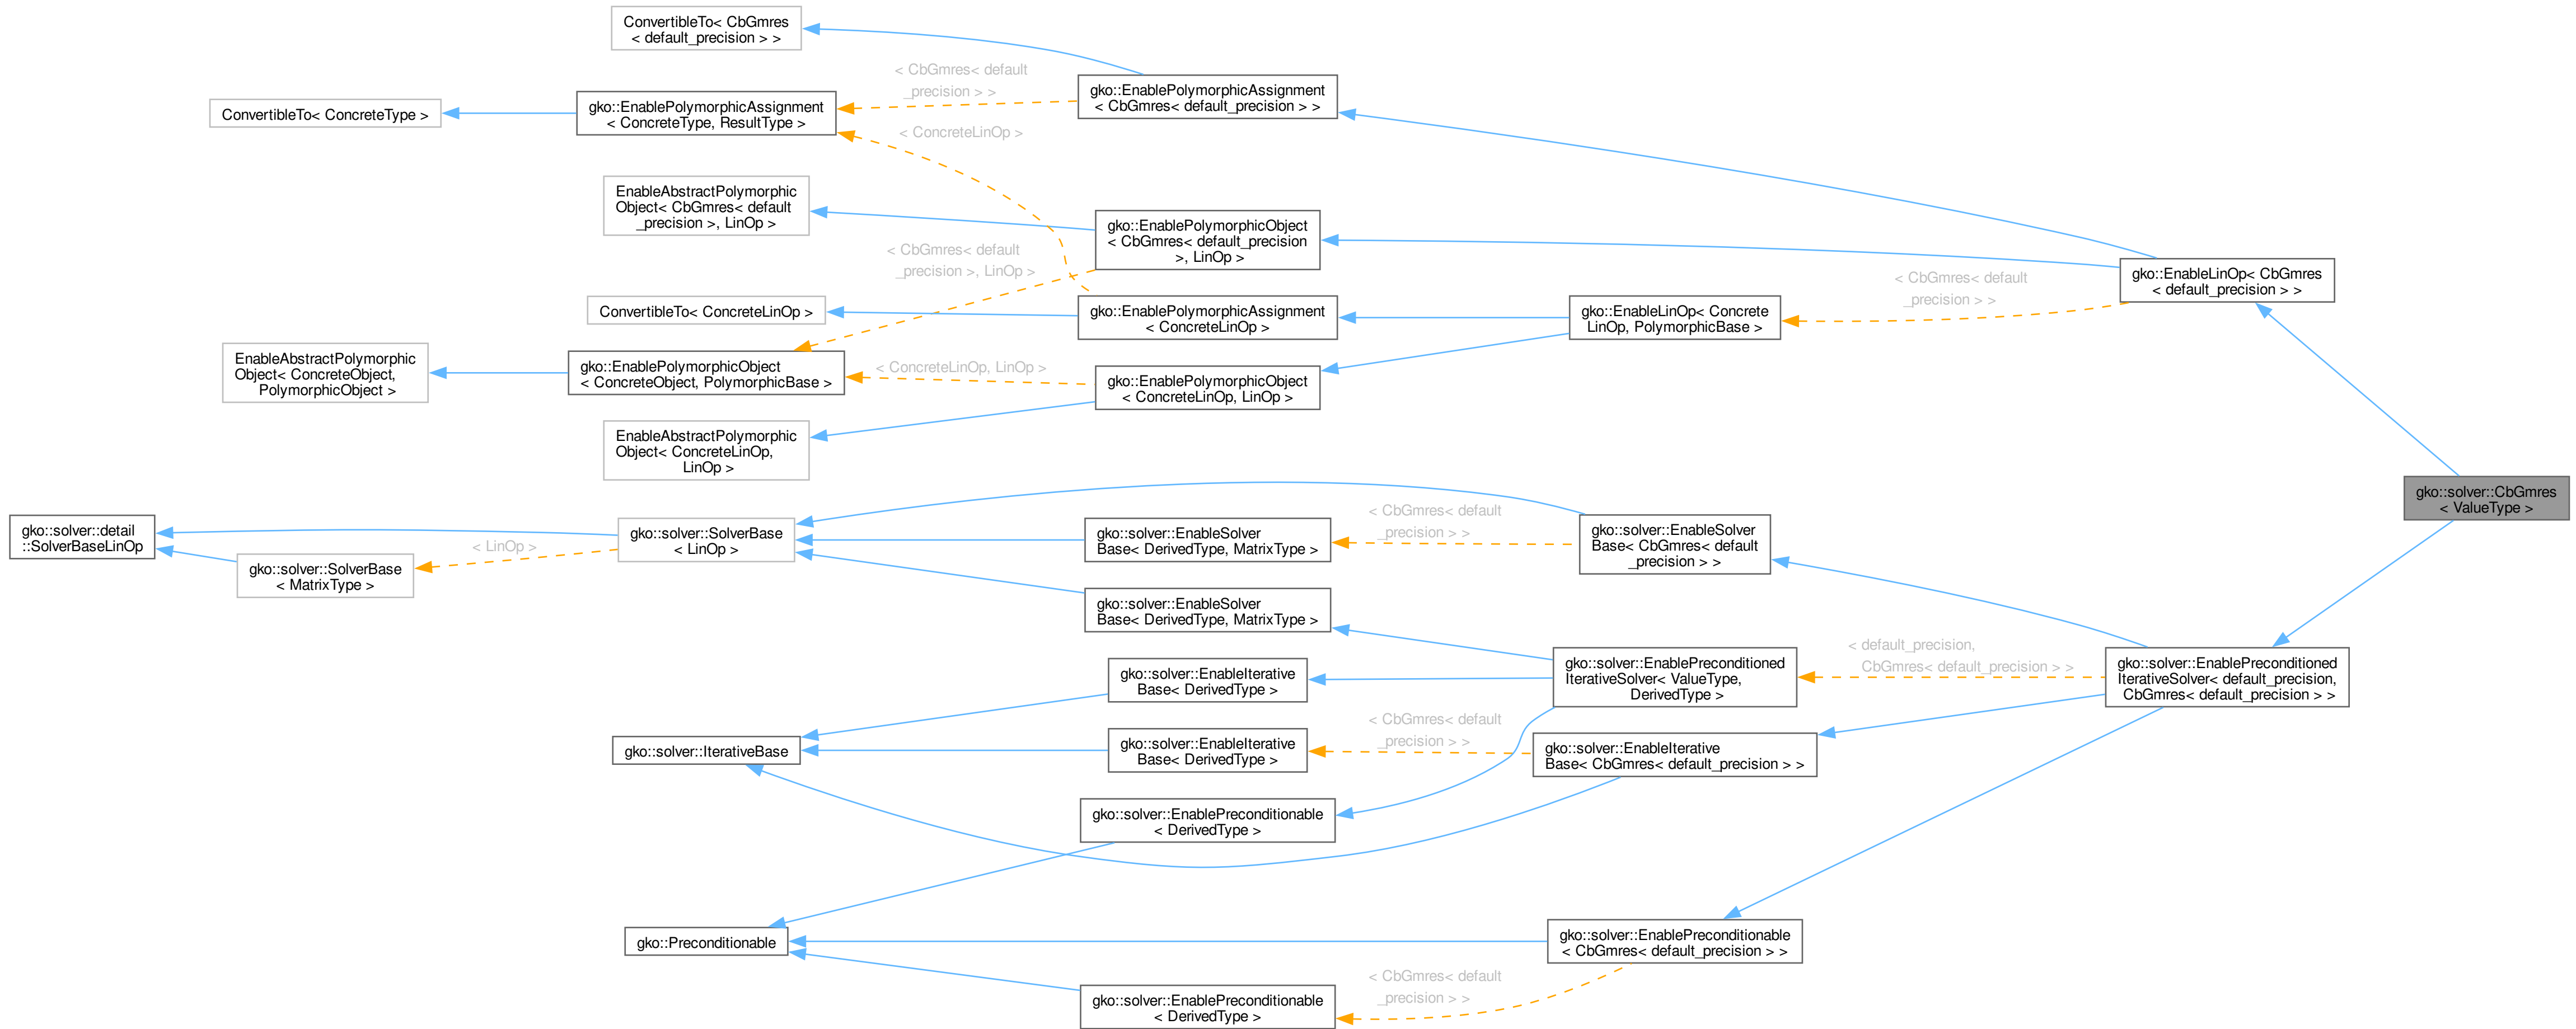 ConvertibleTo< CbGmres
< default_precision > >
< CbGmres< default
_precision > >
gko::EnablePolymorphicAssignment
< CbGmres< default_precision > >
ConvertibleTo< ConcreteType >
gko::EnablePolymorphicAssignment
< ConcreteType, ResultType >
< ConcreteLinOp >
EnableAbstractPolymorphic
Object< CbGmres< default
_precision >, LinOp >
gko::EnablePolymorphicObject
< CbGmres< default_precision
>, LinOp >
< CbGmres< default
_precision >, LinOp >
gko::EnableLinOp< CbGmres
< default_precision > >
< CbGmres< default
_precision > >
ConvertibleTo< ConcreteLinOp >
gko::EnablePolymorphicAssignment
< ConcreteLinOp >
gko::EnableLinOp< Concrete
LinOp, PolymorphicBase >
EnableAbstractPolymorphic
Object< ConcreteObject,
PolymorphicObject >
gko::EnablePolymorphicObject
< ConcreteObject, PolymorphicBase >
< ConcreteLinOp, LinOp >
gko::EnablePolymorphicObject
< ConcreteLinOp, LinOp >
EnableAbstractPolymorphic
Object< ConcreteLinOp,
LinOp >
gko::solver::CbGmres
< ValueType >
gko::solver::detail
::SolverBaseLinOp
< LinOp >
gko::solver::SolverBase
< MatrixType >
gko::solver::SolverBase
< LinOp >
gko::solver::EnableSolver
Base< DerivedType, MatrixType >
< CbGmres< default
_precision > >
gko::solver::EnableSolver
Base< CbGmres< default
_precision > >
gko::solver::EnableSolver
Base< DerivedType, MatrixType >
gko::solver::EnableIterative
Base< DerivedType >
gko::solver::EnablePreconditioned
IterativeSolver< ValueType,
DerivedType >
< default_precision,
CbGmres< default_precision > >
gko::solver::EnablePreconditioned
IterativeSolver< default_precision,
CbGmres< default_precision > >
gko::solver::IterativeBase
gko::solver::EnableIterative
Base< DerivedType >
< CbGmres< default
_precision > >
gko::solver::EnableIterative
Base< CbGmres< default_precision > >
gko::solver::EnablePreconditionable
< DerivedType >
gko::Preconditionable
gko::solver::EnablePreconditionable
< CbGmres< default_precision > >
< CbGmres< default
_precision > >
gko::solver::EnablePreconditionable
< DerivedType >